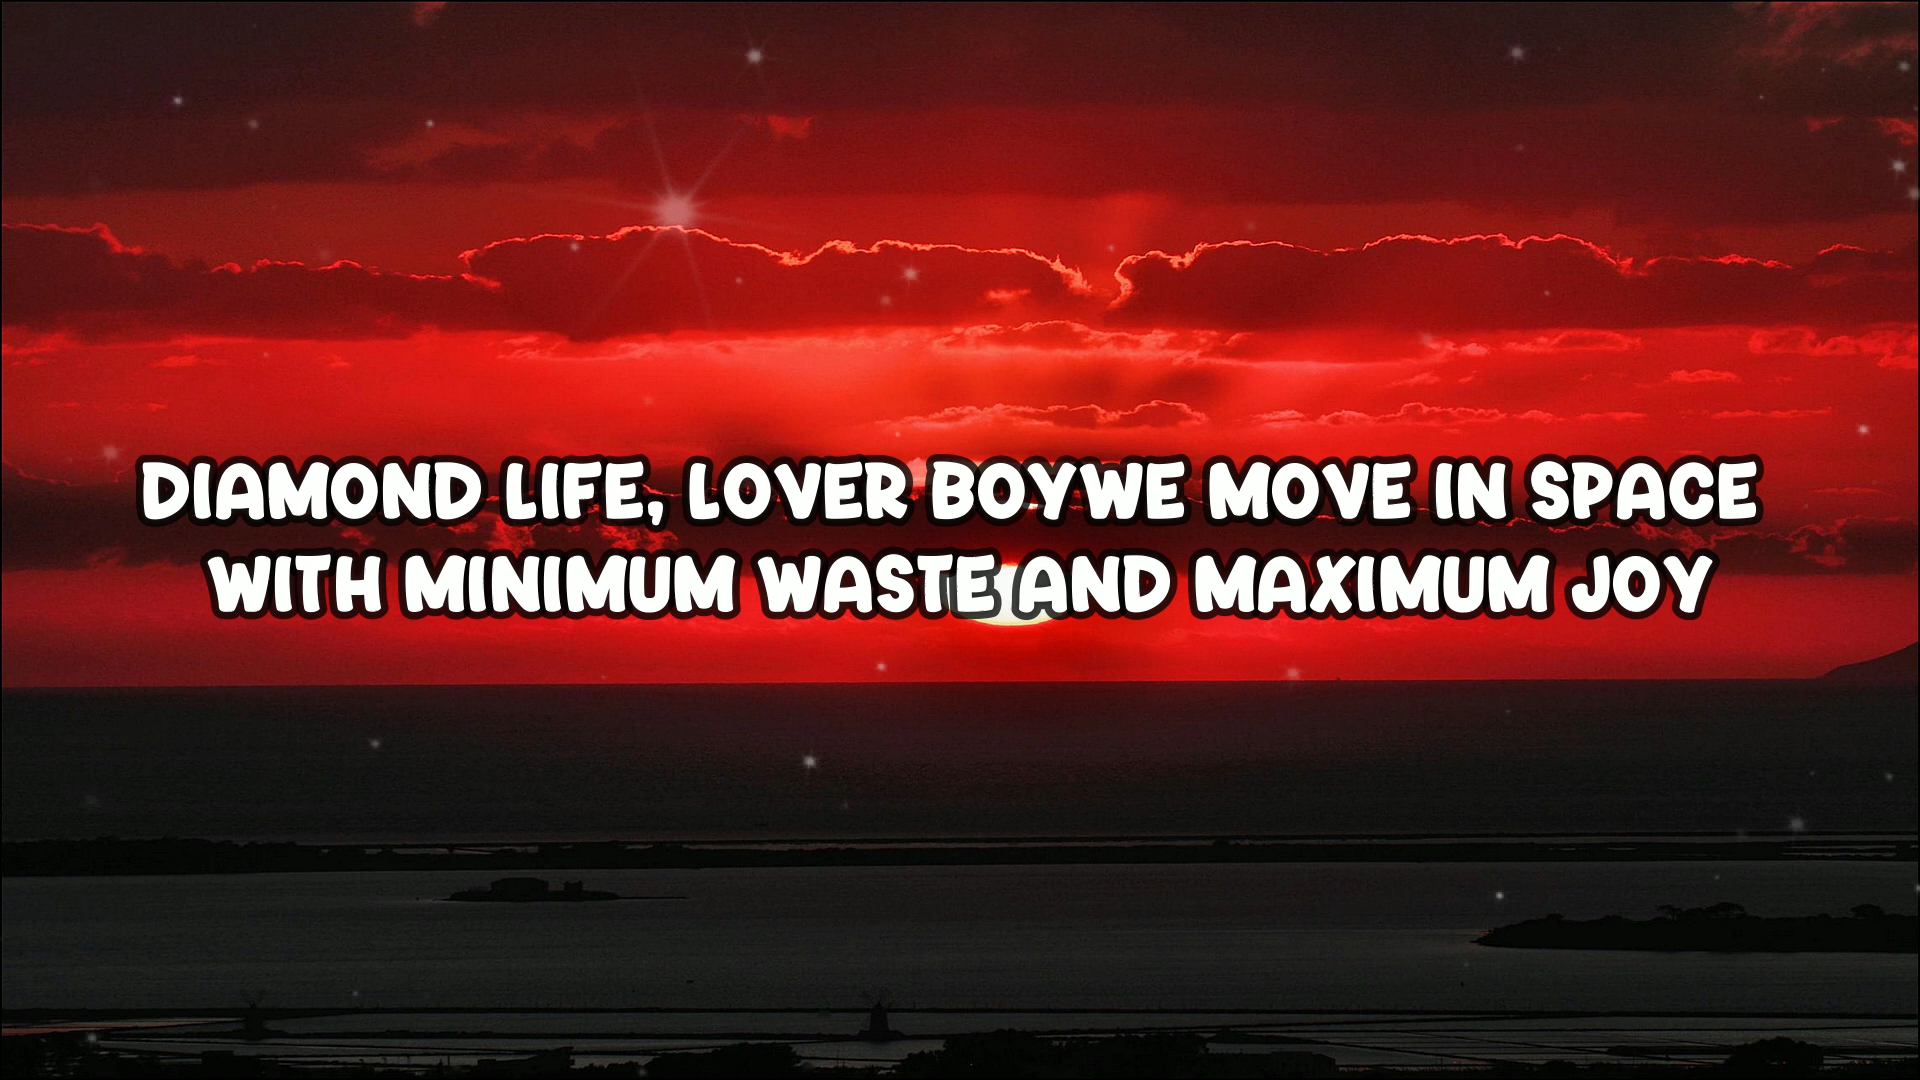 DIAMOND LIFE, LOVER BOYWE MOVE IN SPACE
WITH MINIMUM WASTE AND MAXIMUM JOY